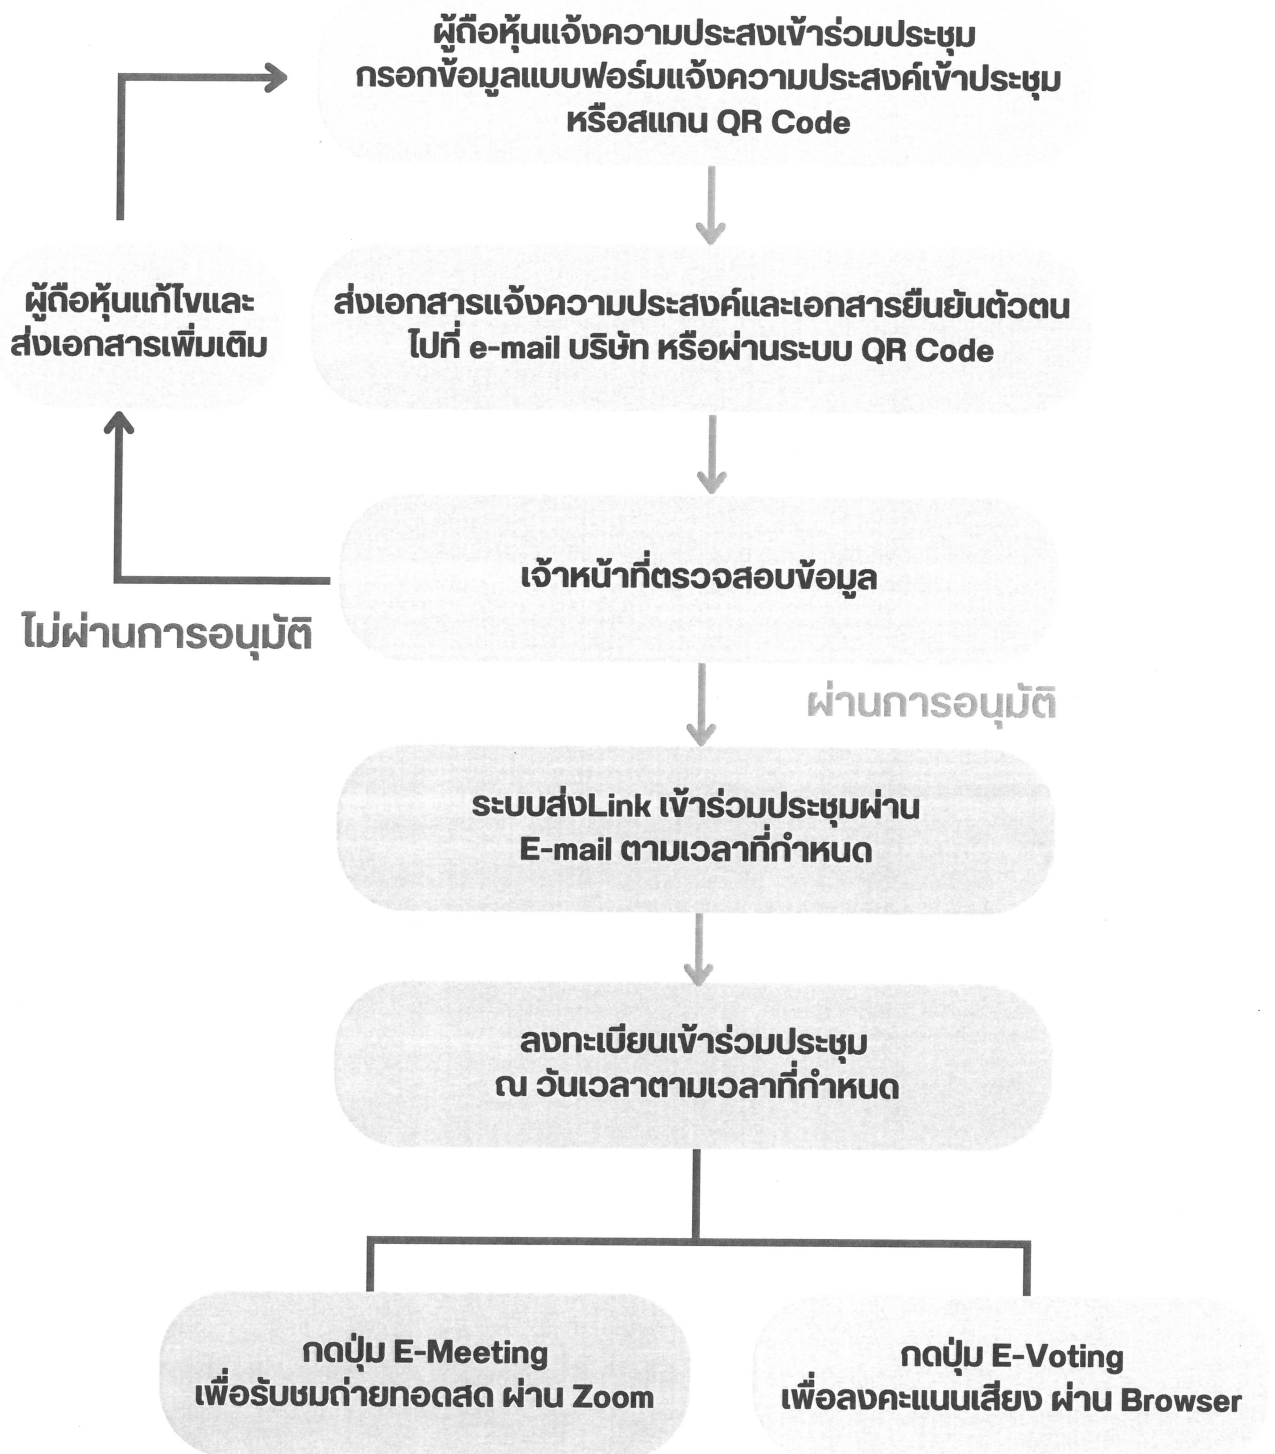 ผู้ถือหุ้นแจ้งความประสงเข้าร่วมประชุม
กรอกข้อมูลแบบฟอร์มแจ้งความประสงค์เข้าประชุม
หรือสแกน QR Code
ผู้ถือหุ้นแก้ไขและ
ส่งเอกสารเพิ่มเติม
ส่งเอกสารแจ้งความประสงค์และเอกสารยืนยันตัวตน
ไปที่ e-mail บริษัท หรือผ่านระบบ QR Code
เจ้าหน้าที่ตรวจสอบข้อมูล
ไม่ผ่านการอนุมัติ
ผ่านการอนุมัติ
ระบบส่งLink เข้าร่วมประชุมผ่าน
E-mail ตามเวลาที่กำหนด
ลงทะเบียนเข้าร่วมประชุม
ณ วันเวลาตามเวลาที่กำหนด
กดปุ่ม E-Meeting
เพื่อรับชมถ่ายทอดสด ผ่าน Zoom
กดปุ่ม E-Voting
เพื่อลงคะแนนเสียง ผ่าน Browser